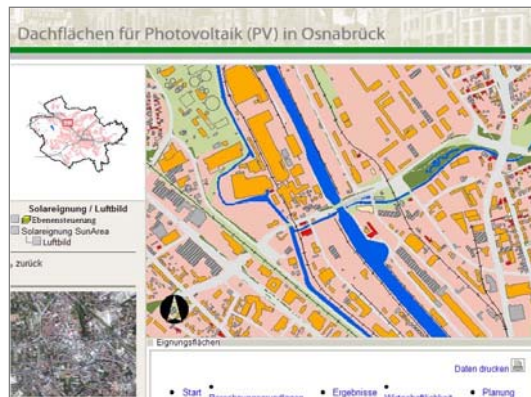 Dachflächen für Photovoltaik (PV) in Osnabrück
Solareignung / Luftbild
Ebenensteuerung
Solareignung SunArea
Luftbild
zurück
Eignungsflächen
Daten drucken
Start
Ergebnisse
Planung